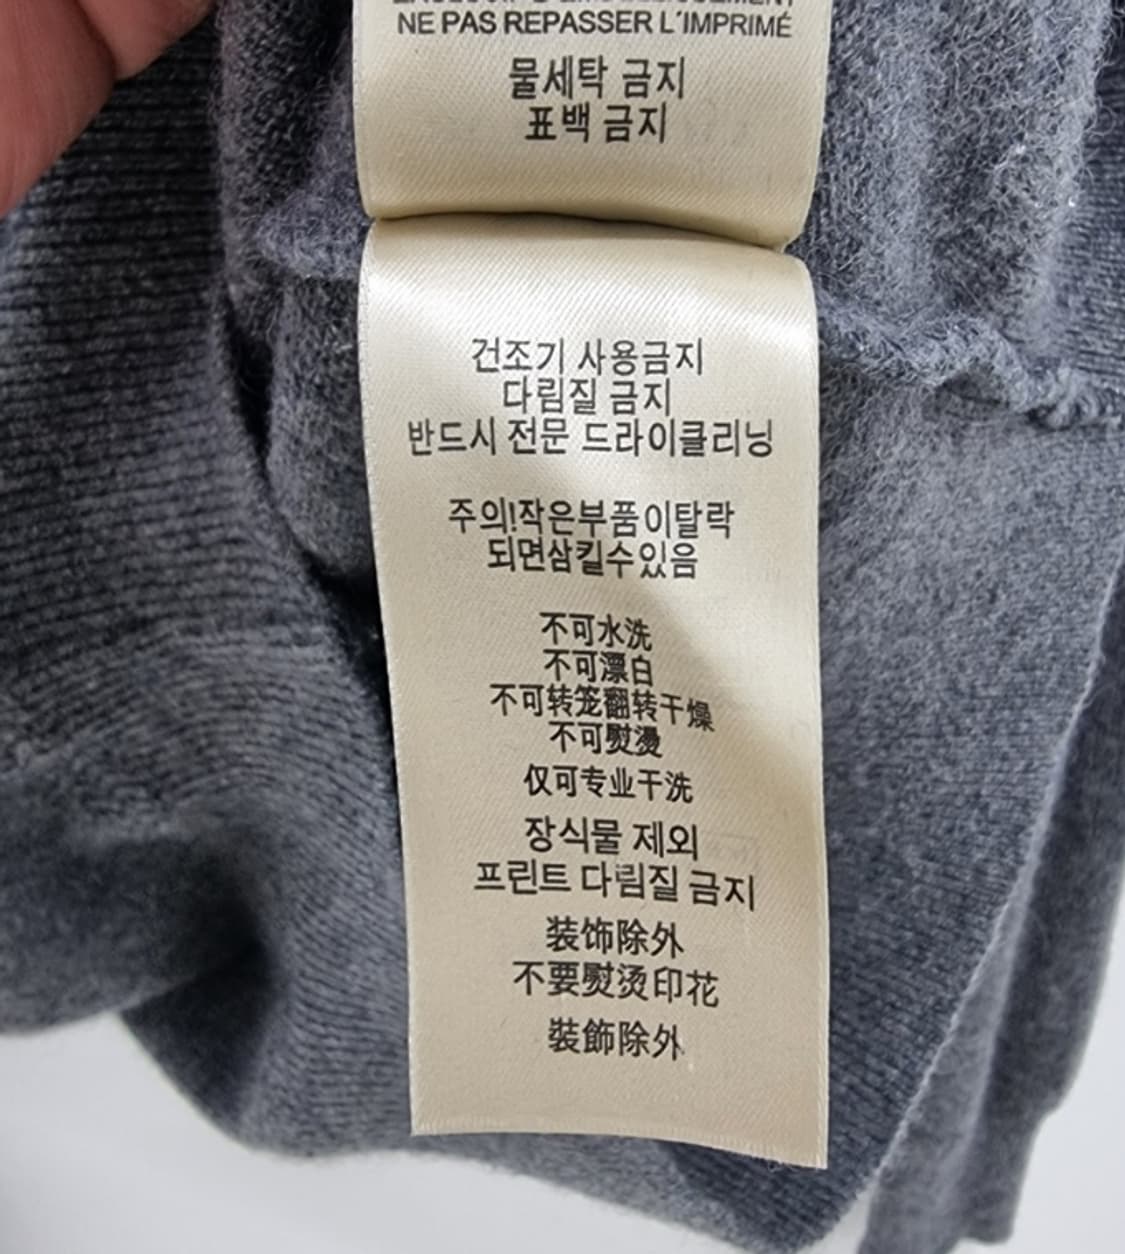 NE PAS REPASSER L'IMPRIMÉ
물세탁 금지
표백 금지
건조기 사용금지
다림질 금지
반드시 전문 드라이클리닝
주의!작은부품이탈락
되면삼킬수있음
不可水洗
不可漂白
不可转笼翻转干燥
不可熨燙
仅可专业干洗
장식물 제외
프린트 다림질 금지
装饰除外
不要熨烫印花
裝飾除外